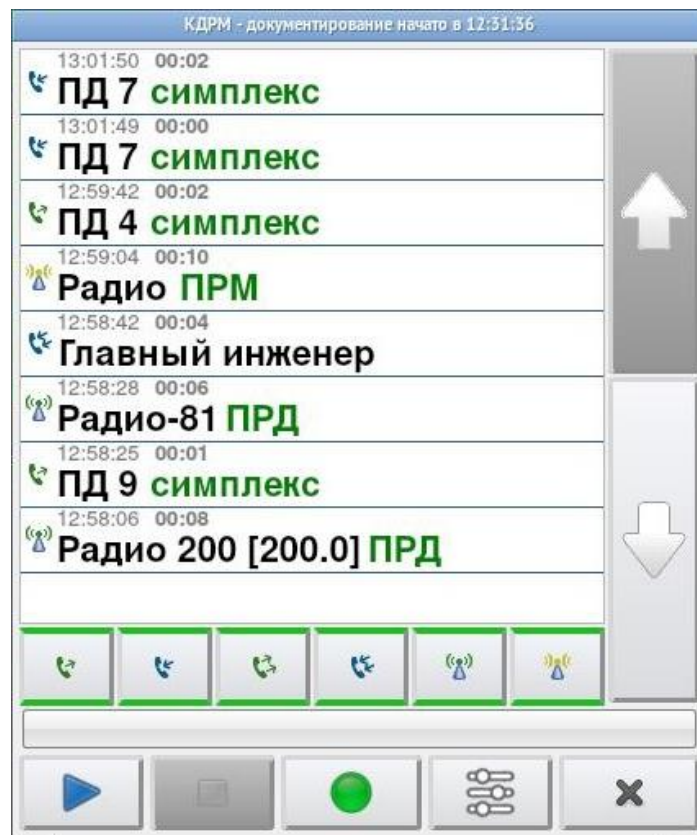 КДРМ - документирование начато в 12:31:36
13:01:50 00:02
ПД 7 симплекс
13:01:49 00:00
ПД 7 симплекс
12:59:42 00:02
ПД 4 симплекс
12:59:04 00:10
Радио ПРМ
12:58:42 00:04
Главный инженер
12:58:28 00:06
Радио-81 ПРД
12:58:25 00:01
ПД 9 симплекс
12:58:06 00:08
Радио 200 [200.0] ПРД